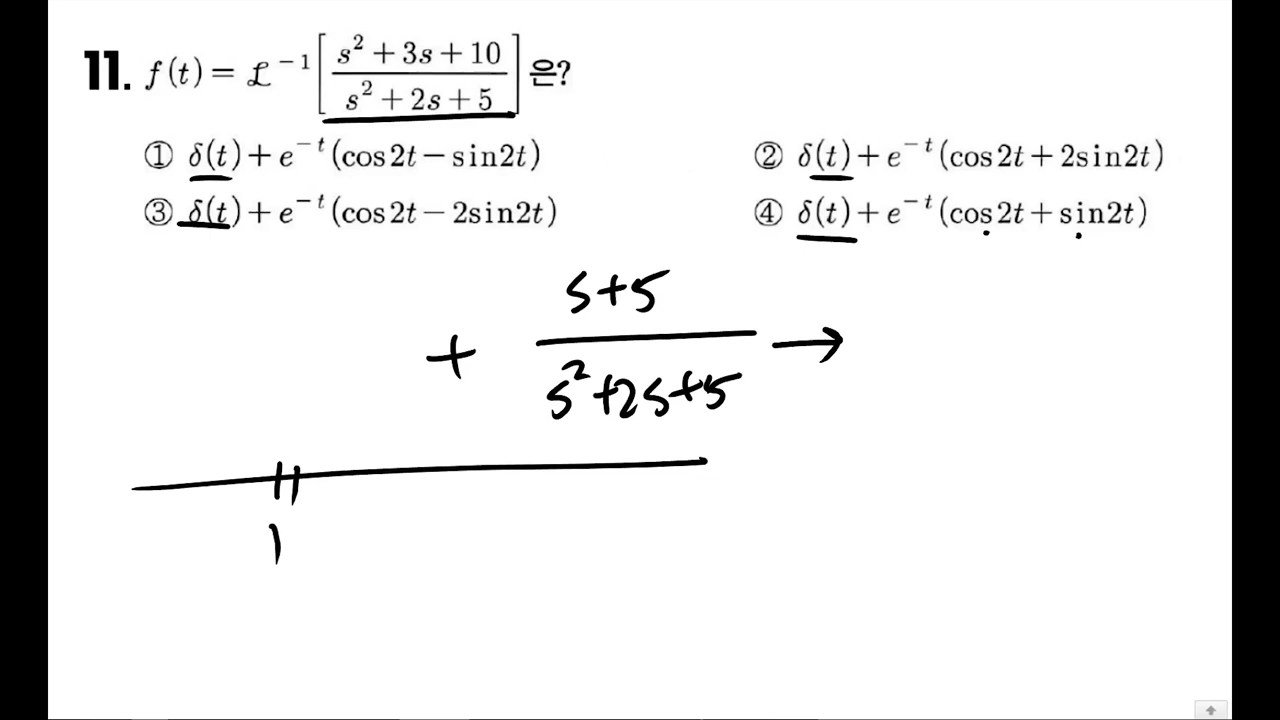 11. f(t) = ℒ⁻¹[(s² + 3s + 10)/(s² + 2s + 5)]은?
① δ(t) + e⁻ᵗ(cos2t − sin2t)
② δ(t) + e⁻ᵗ(cos2t + 2sin2t)
③ δ(t) + e⁻ᵗ(cos2t − 2sin2t)
④ δ(t) + e⁻ᵗ(cos2t + sin2t)
s+5
+ →
s²+2s+5
1